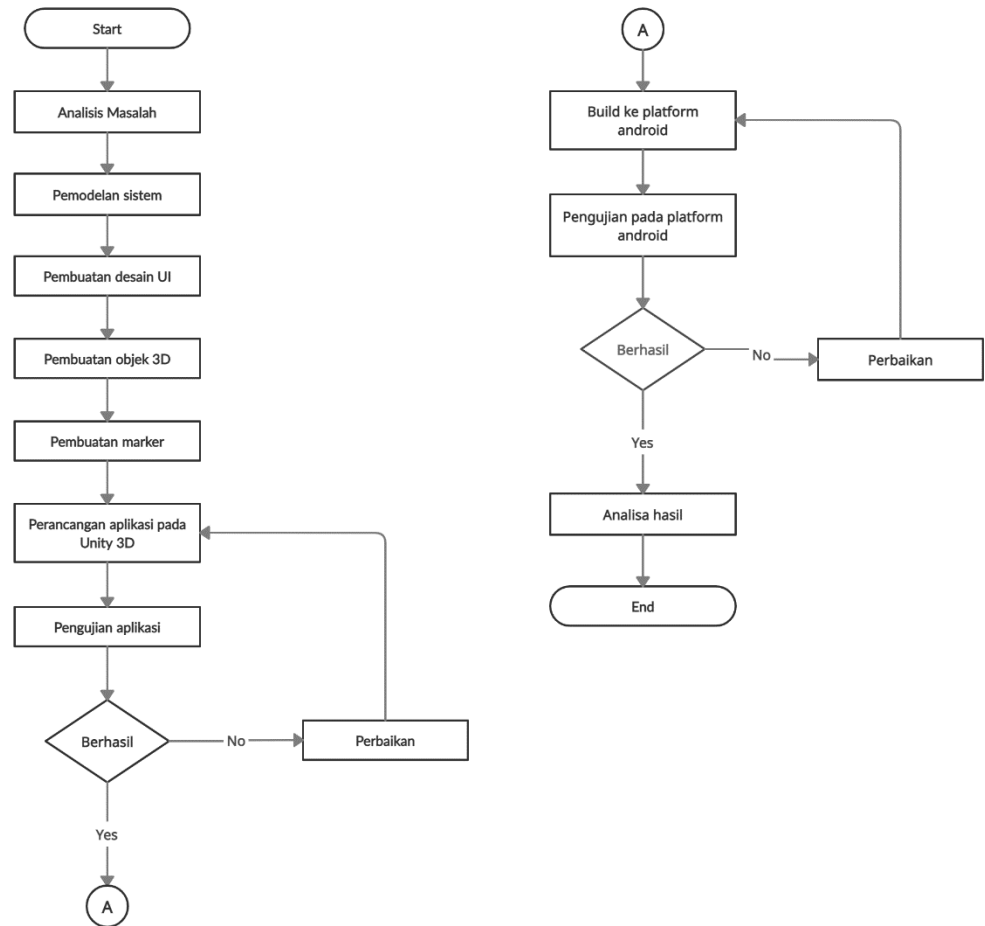 Start
Analisis Masalah
Pemodelan sistem
Pembuatan desain UI
Pembuatan objek 3D
Pembuatan marker
Perancangan aplikasi pada
Unity 3D
Pengujian aplikasi
Berhasil
No
Perbaikan
Yes
A
A
Build ke platform
android
Pengujian pada platform
android
Berhasil
No
Perbaikan
Yes
Analisa hasil
End